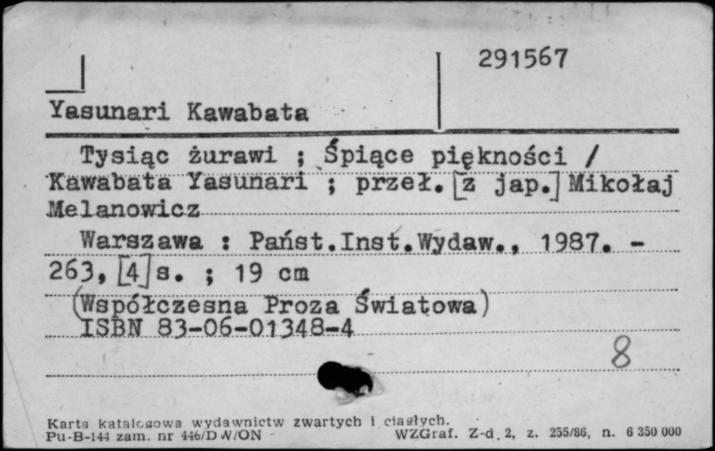 291567
Yasunari Kawabata
Tysiąc żurawi ; Śpiące piękności /
Kawabata Yasunari ; przeł. [z jap.] Mikołaj
Melanowicz
Warszawa : Państ.Inst.Wydaw., 1987. -
263, [4] s. ; 19 cm
(Współczesna Proza Światowa)
ISBN 83-06-01348-4
8
Karta katalogowa wydawnictw zwartych i ciągłych.
Pu-B-144 zam. nr 446/DW/ON WZGraf. Z-d. 2, z. 255/86, n. 6 350 000